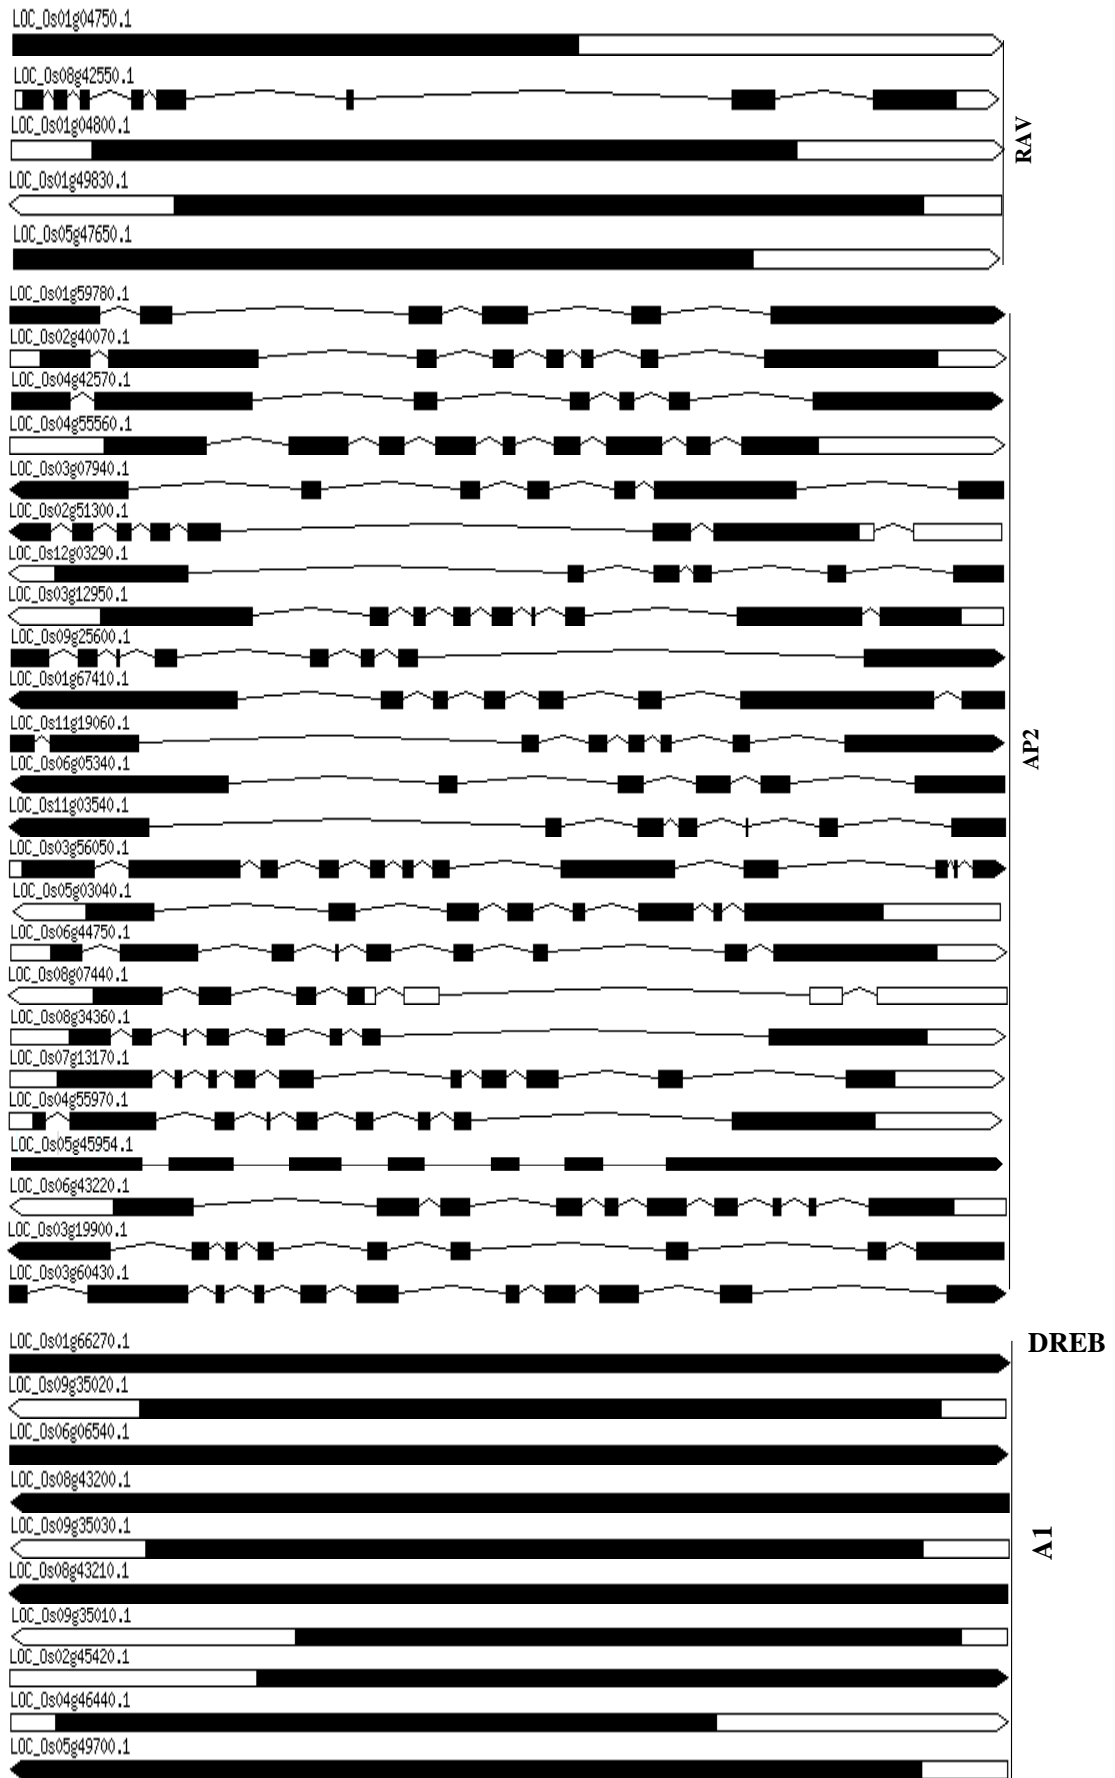 LOC_Os01g04750.1
LOC_Os08g42550.1
LOC_Os01g04800.1
LOC_Os01g49830.1
LOC_Os05g47650.1
RAV
LOC_Os01g59780.1
LOC_Os02g40070.1
LOC_Os04g42570.1
LOC_Os04g55560.1
LOC_Os03g07940.1
LOC_Os02g51300.1
LOC_Os12g03290.1
LOC_Os03g12950.1
LOC_Os09g25600.1
LOC_Os01g67410.1
LOC_Os11g19060.1
LOC_Os06g05340.1
LOC_Os11g03540.1
LOC_Os03g56050.1
LOC_Os05g03040.1
LOC_Os06g44750.1
LOC_Os08g07440.1
LOC_Os08g34360.1
LOC_Os07g13170.1
LOC_Os04g55970.1
LOC_Os05g45954.1
LOC_Os06g43220.1
LOC_Os03g19900.1
LOC_Os03g60430.1
AP2
DREB
LOC_Os01g66270.1
LOC_Os09g35020.1
LOC_Os06g06540.1
LOC_Os08g43200.1
LOC_Os09g35030.1
LOC_Os08g43210.1
LOC_Os09g35010.1
LOC_Os02g45420.1
LOC_Os04g46440.1
LOC_Os05g49700.1
A1